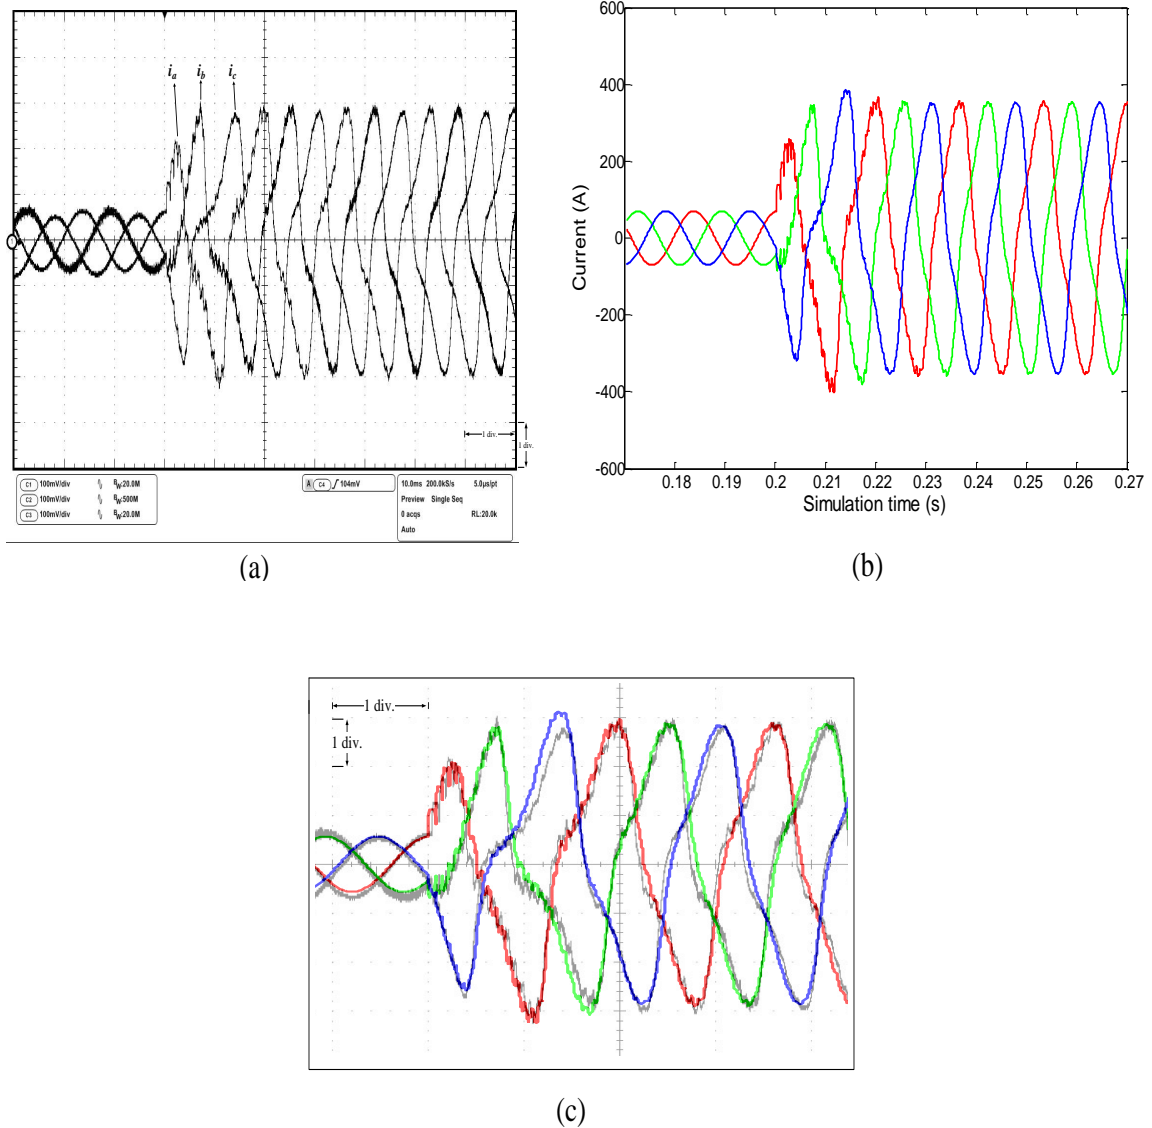 i_a i_b i_c
1 div.
1 div.
C1 100mV/div B_W:20.0M
C2 100mV/div B_W:500M
C3 100mV/div B_W:20.0M
A C4 104mV
10.0ms 200.0kS/s 5.0µs/pt
Preview Single Seq
0 acqs RL:20.0k
Auto
(a)
600
400
200
0
-200
-400
-600
Current (A)
0.18 0.19 0.2 0.21 0.22 0.23 0.24 0.25 0.26 0.27
Simulation time (s)
(b)
1 div.
1 div.
(c)